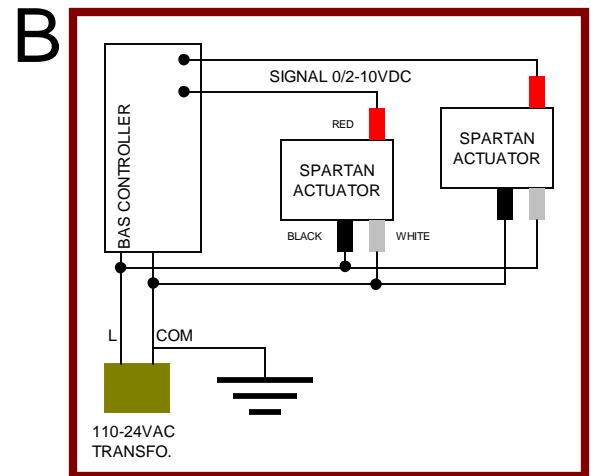 B
SIGNAL 0/2-10VDC
BAS CONTROLLER
RED
SPARTAN
ACTUATOR
SPARTAN
ACTUATOR
BLACK
WHITE
L
COM
110-24VAC
TRANSFO.